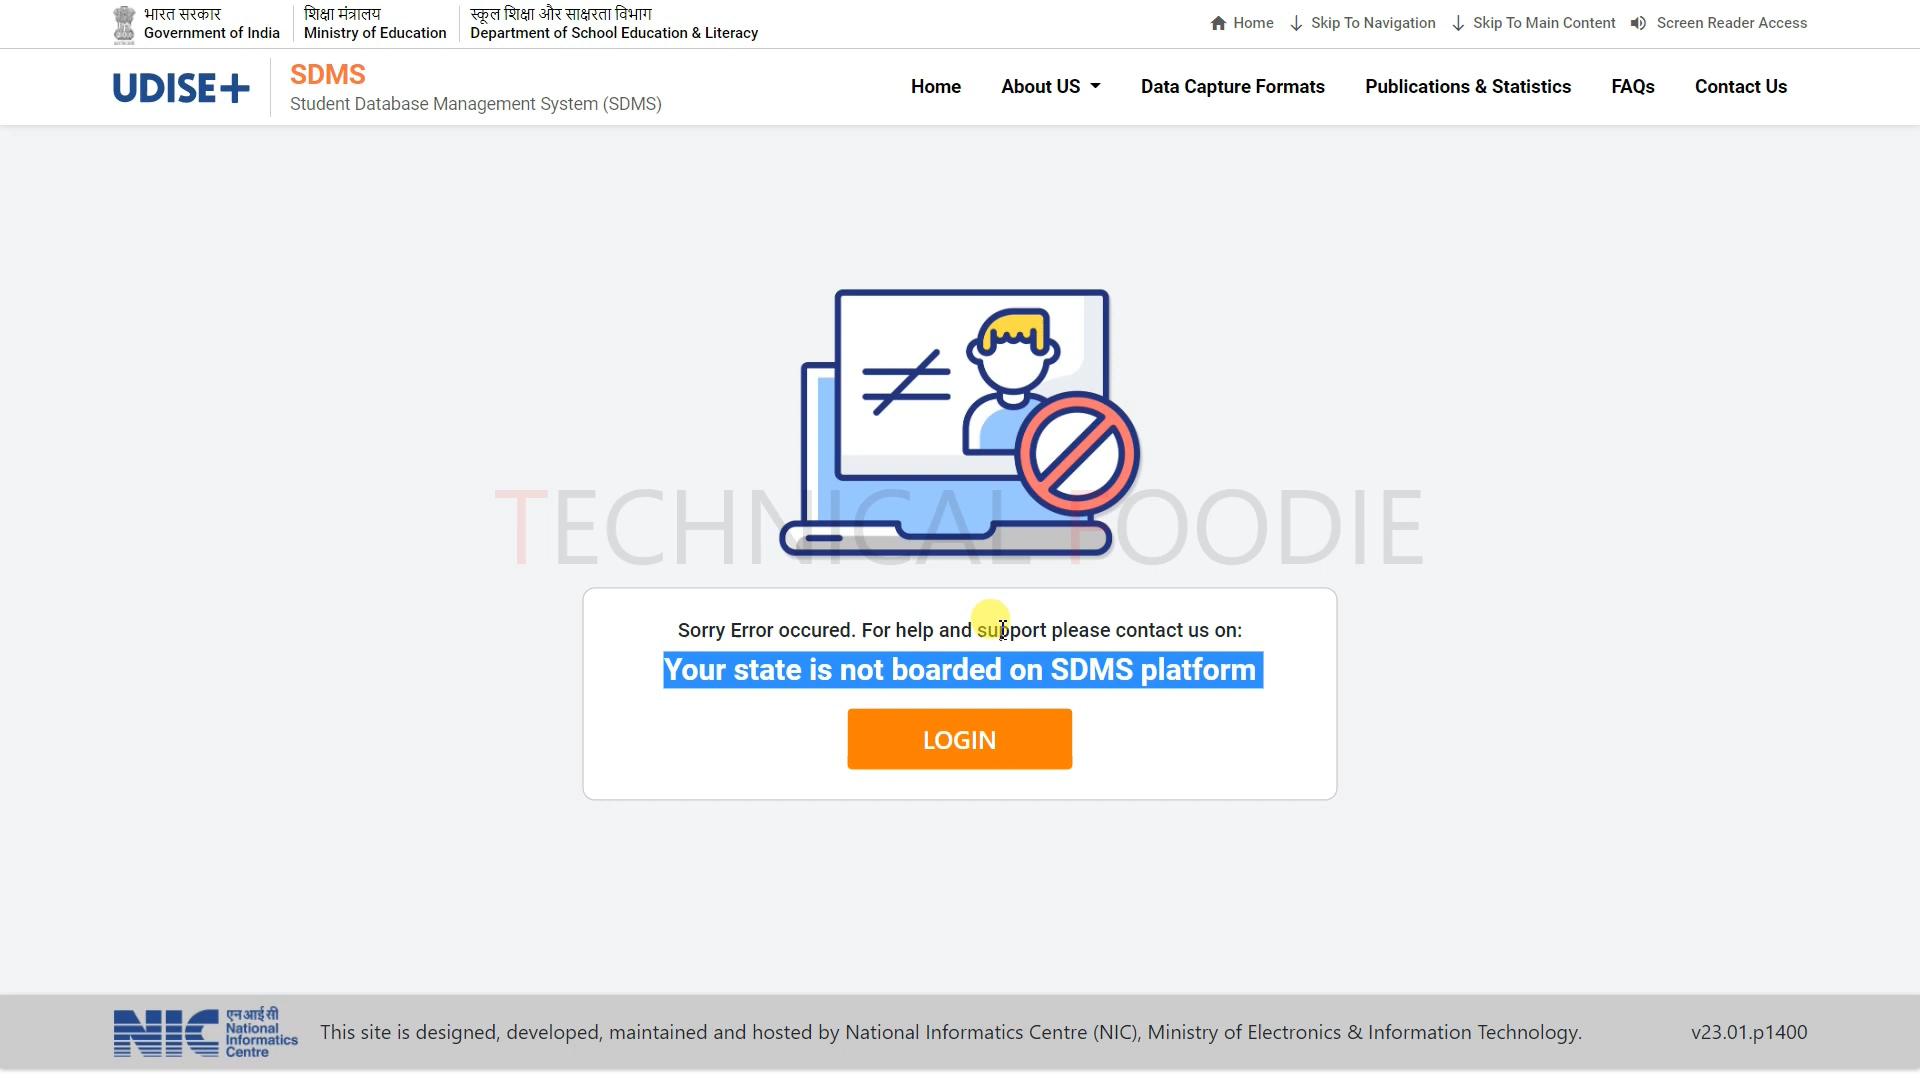 भारत सरकार
Government of India
शिक्षा मंत्रालय
Ministry of Education
स्कूल शिक्षा और साक्षरता विभाग
Department of School Education & Literacy
Home
Skip To Navigation
Skip To Main Content
Screen Reader Access
UDISE+
SDMS
Student Database Management System (SDMS)
Home
About US
Data Capture Formats
Publications & Statistics
FAQs
Contact Us
TECHNICAL FOODIE
Sorry Error occured. For help and support please contact us on:
Your state is not boarded on SDMS platform
LOGIN
NIC
एन आई सी
National
Informatics
Centre
This site is designed, developed, maintained and hosted by National Informatics Centre (NIC), Ministry of Electronics & Information Technology.
v23.01.p1400